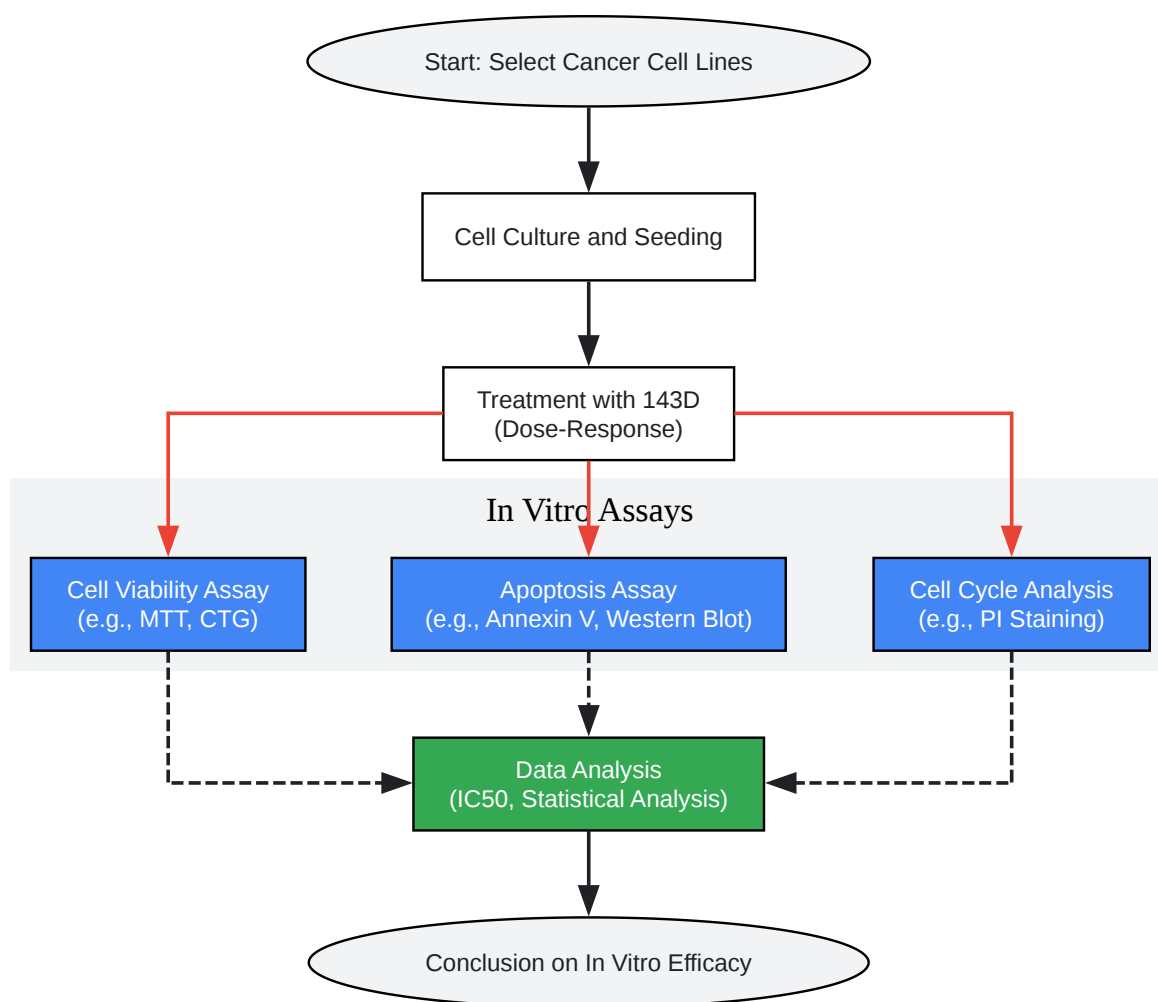 Start: Select Cancer Cell Lines
Cell Culture and Seeding
Treatment with 143D
(Dose-Response)
In Vitro Assays
Cell Viability Assay
(e.g., MTT, CTG)
Apoptosis Assay
(e.g., Annexin V, Western Blot)
Cell Cycle Analysis
(e.g., PI Staining)
Data Analysis
(IC50, Statistical Analysis)
Conclusion on In Vitro Efficacy